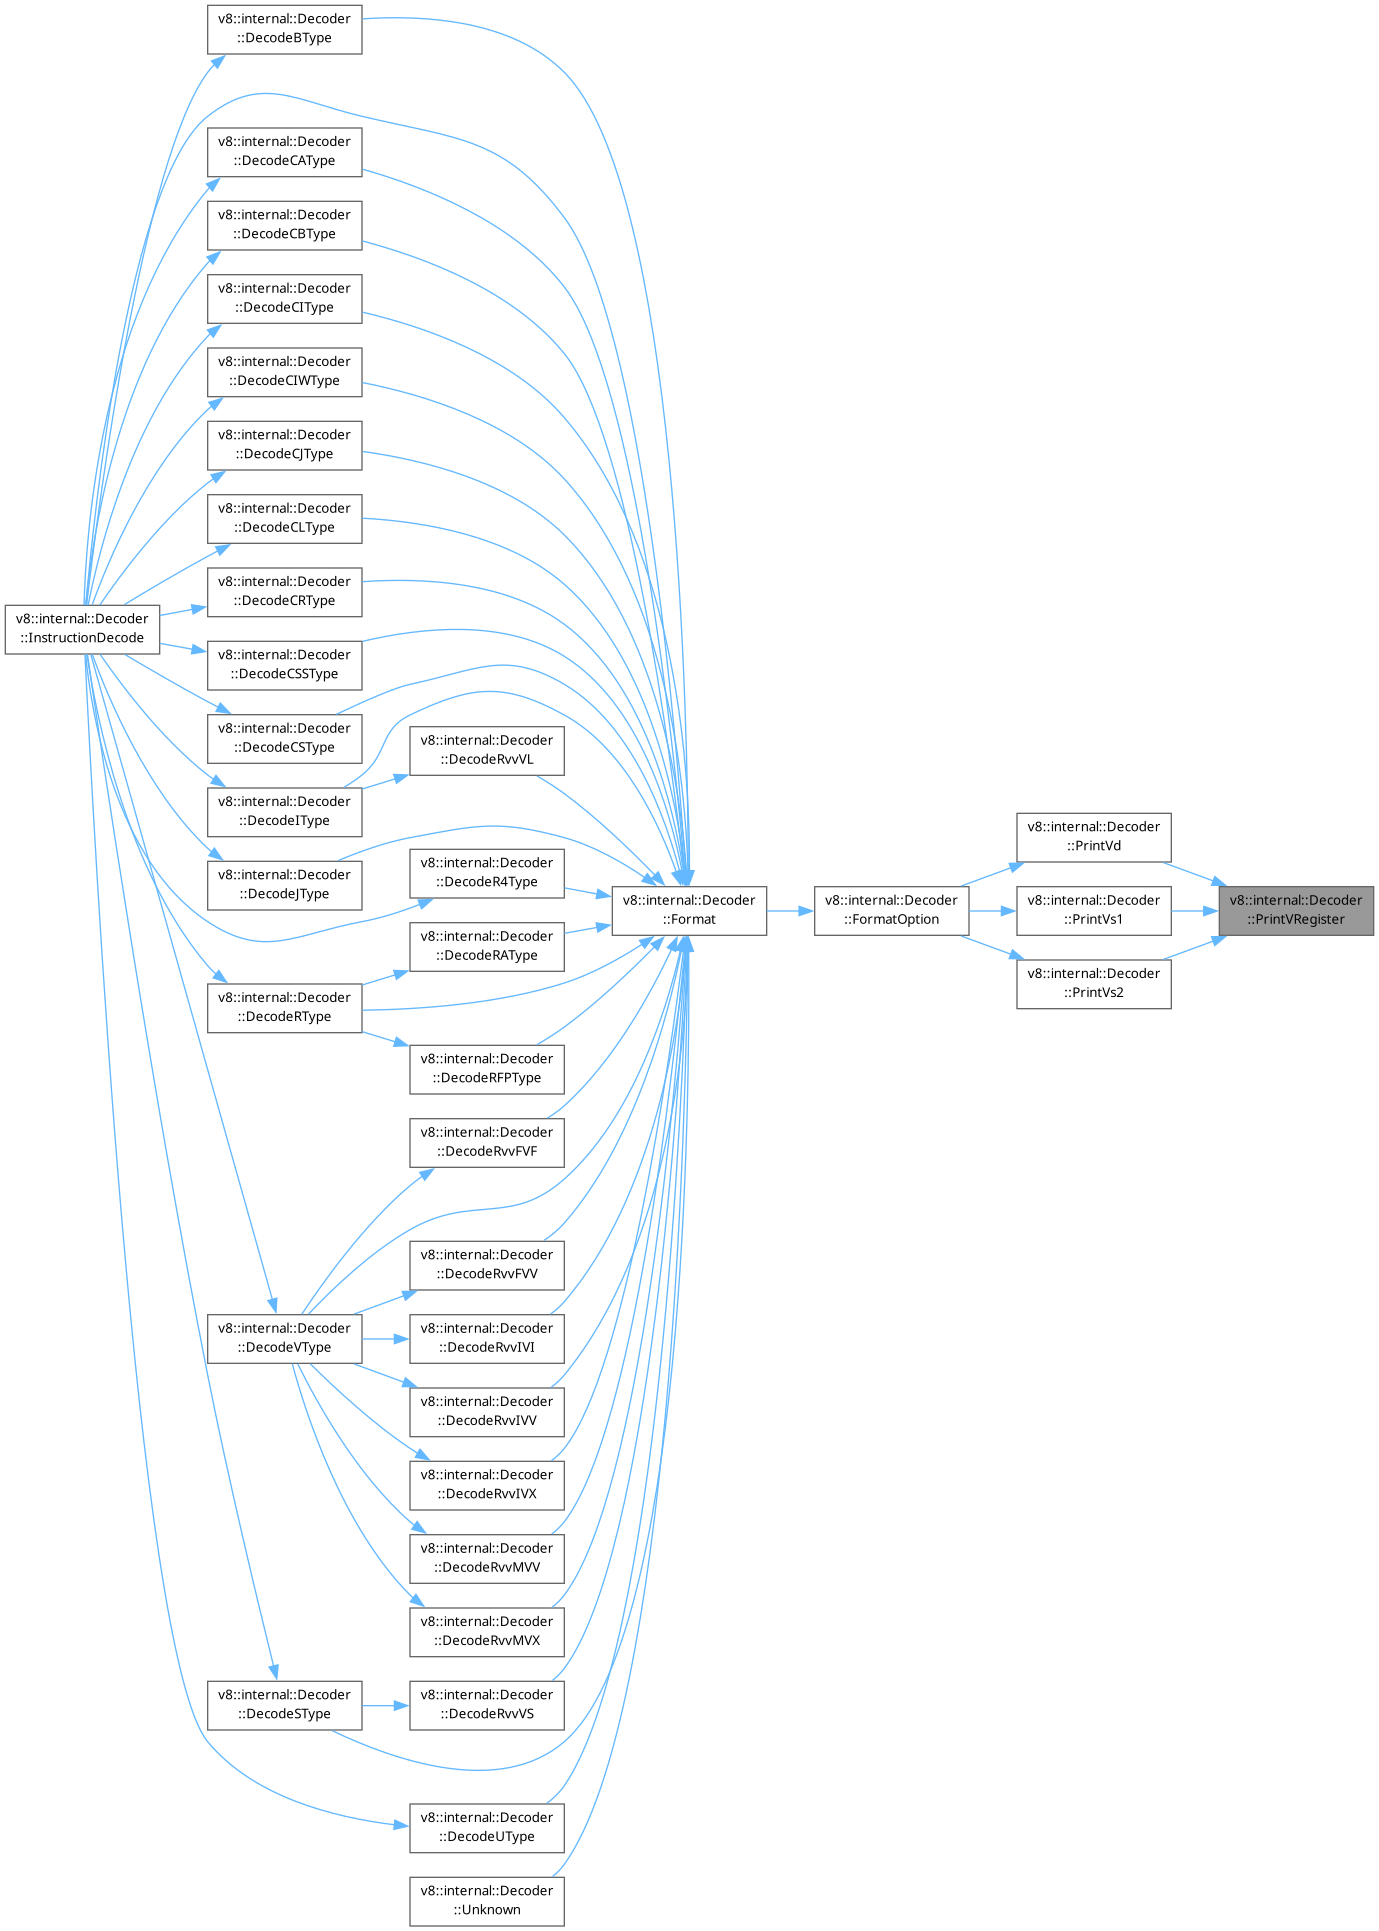 v8::internal::Decoder
::DecodeBType
v8::internal::Decoder
::DecodeCAType
v8::internal::Decoder
::DecodeCBType
v8::internal::Decoder
::DecodeCIType
v8::internal::Decoder
::DecodeCIWType
v8::internal::Decoder
::DecodeCJType
v8::internal::Decoder
::DecodeCLType
v8::internal::Decoder
::DecodeCRType
v8::internal::Decoder
::InstructionDecode
v8::internal::Decoder
::DecodeCSSType
v8::internal::Decoder
::DecodeCSType
v8::internal::Decoder
::DecodeRvvVL
v8::internal::Decoder
::DecodeIType
v8::internal::Decoder
::DecodeJType
v8::internal::Decoder
::DecodeR4Type
v8::internal::Decoder
::DecodeRAType
v8::internal::Decoder
::DecodeRType
v8::internal::Decoder
::DecodeRFPType
v8::internal::Decoder
::Format
v8::internal::Decoder
::FormatOption
v8::internal::Decoder
::PrintVd
v8::internal::Decoder
::PrintVs1
v8::internal::Decoder
::PrintVs2
v8::internal::Decoder
::PrintVRegister
v8::internal::Decoder
::DecodeRvvFVF
v8::internal::Decoder
::DecodeRvvFVV
v8::internal::Decoder
::DecodeVType
v8::internal::Decoder
::DecodeRvvIVI
v8::internal::Decoder
::DecodeRvvIVV
v8::internal::Decoder
::DecodeRvvIVX
v8::internal::Decoder
::DecodeRvvMVV
v8::internal::Decoder
::DecodeRvvMVX
v8::internal::Decoder
::DecodeSType
v8::internal::Decoder
::DecodeRvvVS
v8::internal::Decoder
::DecodeUType
v8::internal::Decoder
::Unknown